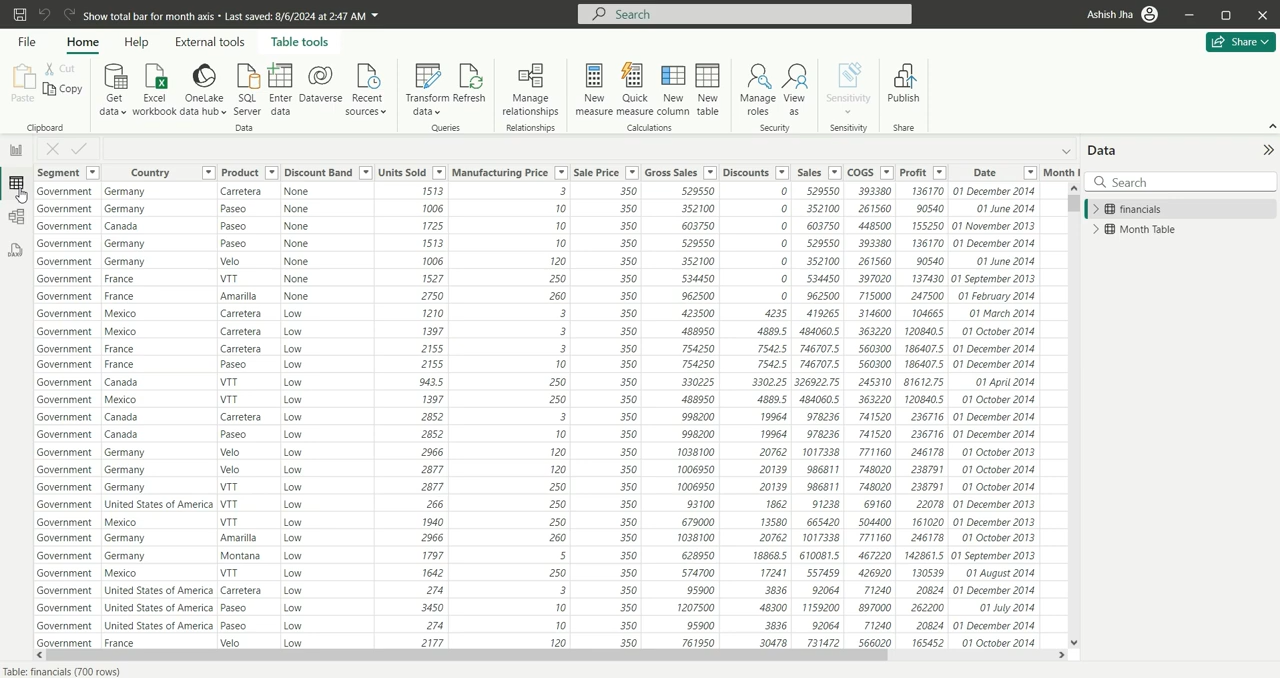 Show total bar for month axis • Last saved: 8/6/2024 at 2:47 AM
Search
Ashish Jha
File Home Help External tools Table tools
Share
Paste
Cut
Copy
Get data
Excel workbook
OneLake data hub
SQL Server
Enter data
Dataverse
Recent sources
Transform data
Refresh
Manage relationships
New measure
Quick measure
New column
New table
Manage roles
View as
Sensitivity
Publish
Clipboard Data Queries Relationships Calculations Security Sensitivity Share
Data
Search
financials
Month Table
Segment Country Product Discount Band Units Sold Manufacturing Price Sale Price Gross Sales Discounts Sales COGS Profit Date Month
Government Germany Carretera None 1513 3 350 529550 0 529550 393380 136170 01 December 2014
Government Germany Paseo None 1006 10 350 352100 0 352100 261560 90540 01 June 2014
Government Canada Paseo None 1725 10 350 603750 0 603750 448500 155250 01 November 2013
Government Germany Paseo None 1513 10 350 529550 0 529550 393380 136170 01 December 2014
Government Germany Velo None 1006 120 350 352100 0 352100 261560 90540 01 June 2014
Government France VTT None 1527 250 350 534450 0 534450 397020 137430 01 September 2013
Government France Amarilla None 2750 260 350 962500 0 962500 715000 247500 01 February 2014
Government Mexico Carretera Low 1210 3 350 423500 4235 419265 314600 104665 01 March 2014
Government Mexico Carretera Low 1397 3 350 488950 4889.5 484060.5 363220 120840.5 01 October 2014
Government France Carretera Low 2155 3 350 754250 7542.5 746707.5 560300 186407.5 01 December 2014
Government France Paseo Low 2155 10 350 754250 7542.5 746707.5 560300 186407.5 01 December 2014
Government Canada VTT Low 943.5 250 350 330225 3302.25 326922.75 245310 81612.75 01 April 2014
Government Mexico VTT Low 1397 250 350 488950 4889.5 484060.5 363220 120840.5 01 October 2014
Government Canada Carretera Low 2852 3 350 998200 19964 978236 741520 236716 01 December 2014
Government Canada Paseo Low 2852 10 350 998200 19964 978236 741520 236716 01 December 2014
Government Germany Velo Low 2966 120 350 1038100 20762 1017338 771160 246178 01 October 2013
Government Germany Velo Low 2877 120 350 1006950 20139 986811 748020 238791 01 October 2014
Government Germany VTT Low 2877 250 350 1006950 20139 986811 748020 238791 01 October 2014
Government United States of America VTT Low 266 250 350 93100 1862 91238 69160 22078 01 December 2013
Government Mexico VTT Low 1940 250 350 679000 13580 665420 504400 161020 01 December 2013
Government Germany Amarilla Low 2966 260 350 1038100 20762 1017338 771160 246178 01 October 2013
Government Germany Montana Low 1797 5 350 628950 18868.5 610081.5 467220 142861.5 01 September 2013
Government Mexico VTT Low 1642 250 350 574700 17241 557459 426920 130539 01 August 2014
Government United States of America Carretera Low 274 3 350 95900 3836 92064 71240 20824 01 December 2014
Government United States of America Paseo Low 3450 10 350 1207500 48300 1159200 897000 262200 01 July 2014
Government United States of America Paseo Low 274 10 350 95900 3836 92064 71240 20824 01 December 2014
Government France Velo Low 2177 120 350 761950 30478 731472 566020 165452 01 October 2014
Table: financials (700 rows)